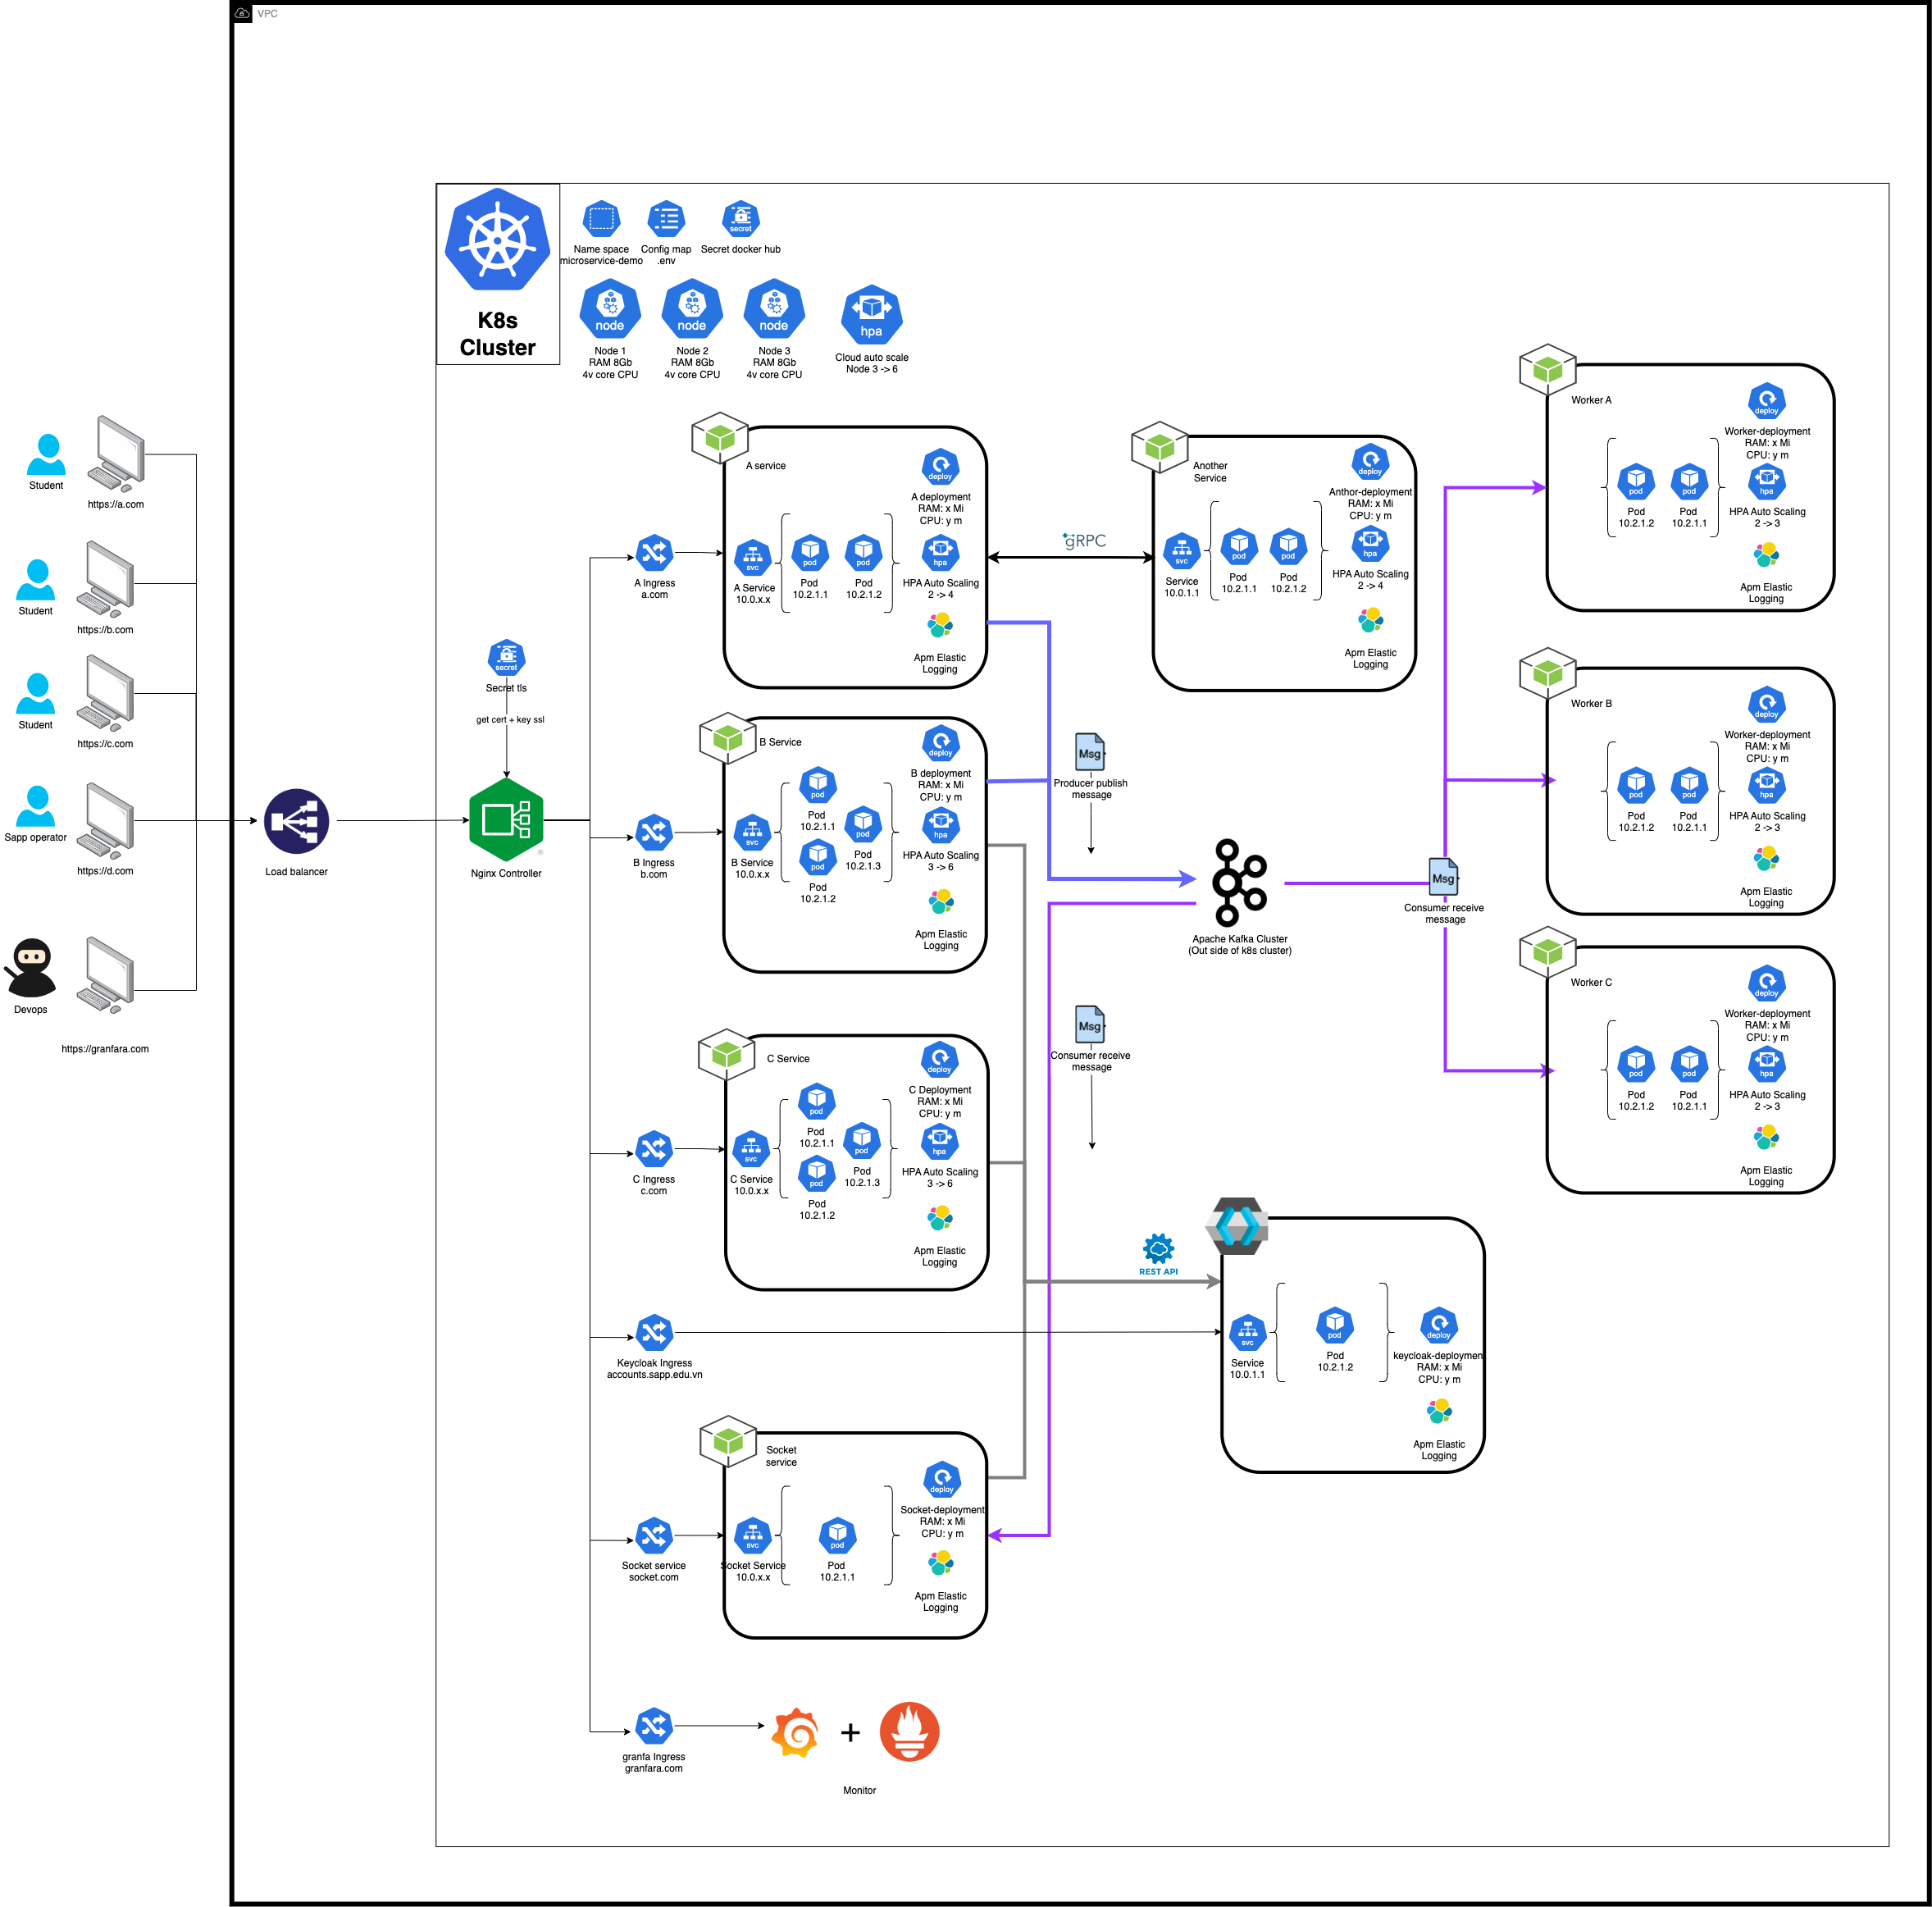 VPC
K8s
Cluster
secret
Name space
microservice-demo
Config map
.env
Secret docker hub
node
node
node
hpa
Node 1
RAM 8Gb
4v core CPU
Node 2
RAM 8Gb
4v core CPU
Node 3
RAM 8Gb
4v core CPU
Cloud auto scale
Node 3 -> 6
Student
https://a.com
Student
https://b.com
Student
https://c.com
Sapp operator
https://d.com
Devops
https://granfara.com
Load balancer
secret
Secret tls
get cert + key ssl
Nginx Controller
A Ingress
a.com
B Ingress
b.com
C Ingress
c.com
Keycloak Ingress
accounts.sapp.edu.vn
Socket service
socket.com
granfa Ingress
granfara.com
A service
deploy
A deployment
RAM: x Mi
CPU: y m
svc
pod
pod
hpa
A Service
10.0.x.x
Pod
10.2.1.1
Pod
10.2.1.2
HPA Auto Scaling
2 -> 4
Apm Elastic
Logging
gRPC
Another
Service
deploy
Anthor-deployment
RAM: x Mi
CPU: y m
svc
pod
pod
hpa
Service
10.0.1.1
Pod
10.2.1.1
Pod
10.2.1.2
HPA Auto Scaling
2 -> 4
Apm Elastic
Logging
B Service
deploy
B deployment
RAM: x Mi
CPU: y m
pod
Pod
10.2.1.1
svc
pod
pod
hpa
B Service
10.0.x.x
Pod
10.2.1.3
Pod
10.2.1.2
HPA Auto Scaling
3 -> 6
Apm Elastic
Logging
Msg
Producer publish
message
Apache Kafka Cluster
(Out side of k8s cluster)
Msg
Consumer receive
message
Msg
Consumer receive
message
C Service
deploy
C Deployment
RAM: x Mi
CPU: y m
pod
Pod
10.2.1.1
svc
pod
pod
hpa
C Service
10.0.x.x
Pod
10.2.1.3
Pod
10.2.1.2
HPA Auto Scaling
3 -> 6
Apm Elastic
Logging
REST API
svc
pod
deploy
Service
10.0.1.1
Pod
10.2.1.2
keycloak-deploymen
RAM: x Mi
CPU: y m
Apm Elastic
Logging
Socket
service
deploy
Socket-deployment
RAM: x Mi
CPU: y m
svc
pod
Socket Service
10.0.x.x
Pod
10.2.1.1
Apm Elastic
Logging
+
Monitor
Worker A
deploy
Worker-deployment
RAM: x Mi
CPU: y m
pod
pod
hpa
Pod
10.2.1.2
Pod
10.2.1.1
HPA Auto Scaling
2 -> 3
Apm Elastic
Logging
Worker B
deploy
Worker-deployment
RAM: x Mi
CPU: y m
pod
pod
hpa
Pod
10.2.1.2
Pod
10.2.1.1
HPA Auto Scaling
2 -> 3
Apm Elastic
Logging
Worker C
deploy
Worker-deployment
RAM: x Mi
CPU: y m
pod
pod
hpa
Pod
10.2.1.2
Pod
10.2.1.1
HPA Auto Scaling
2 -> 3
Apm Elastic
Logging